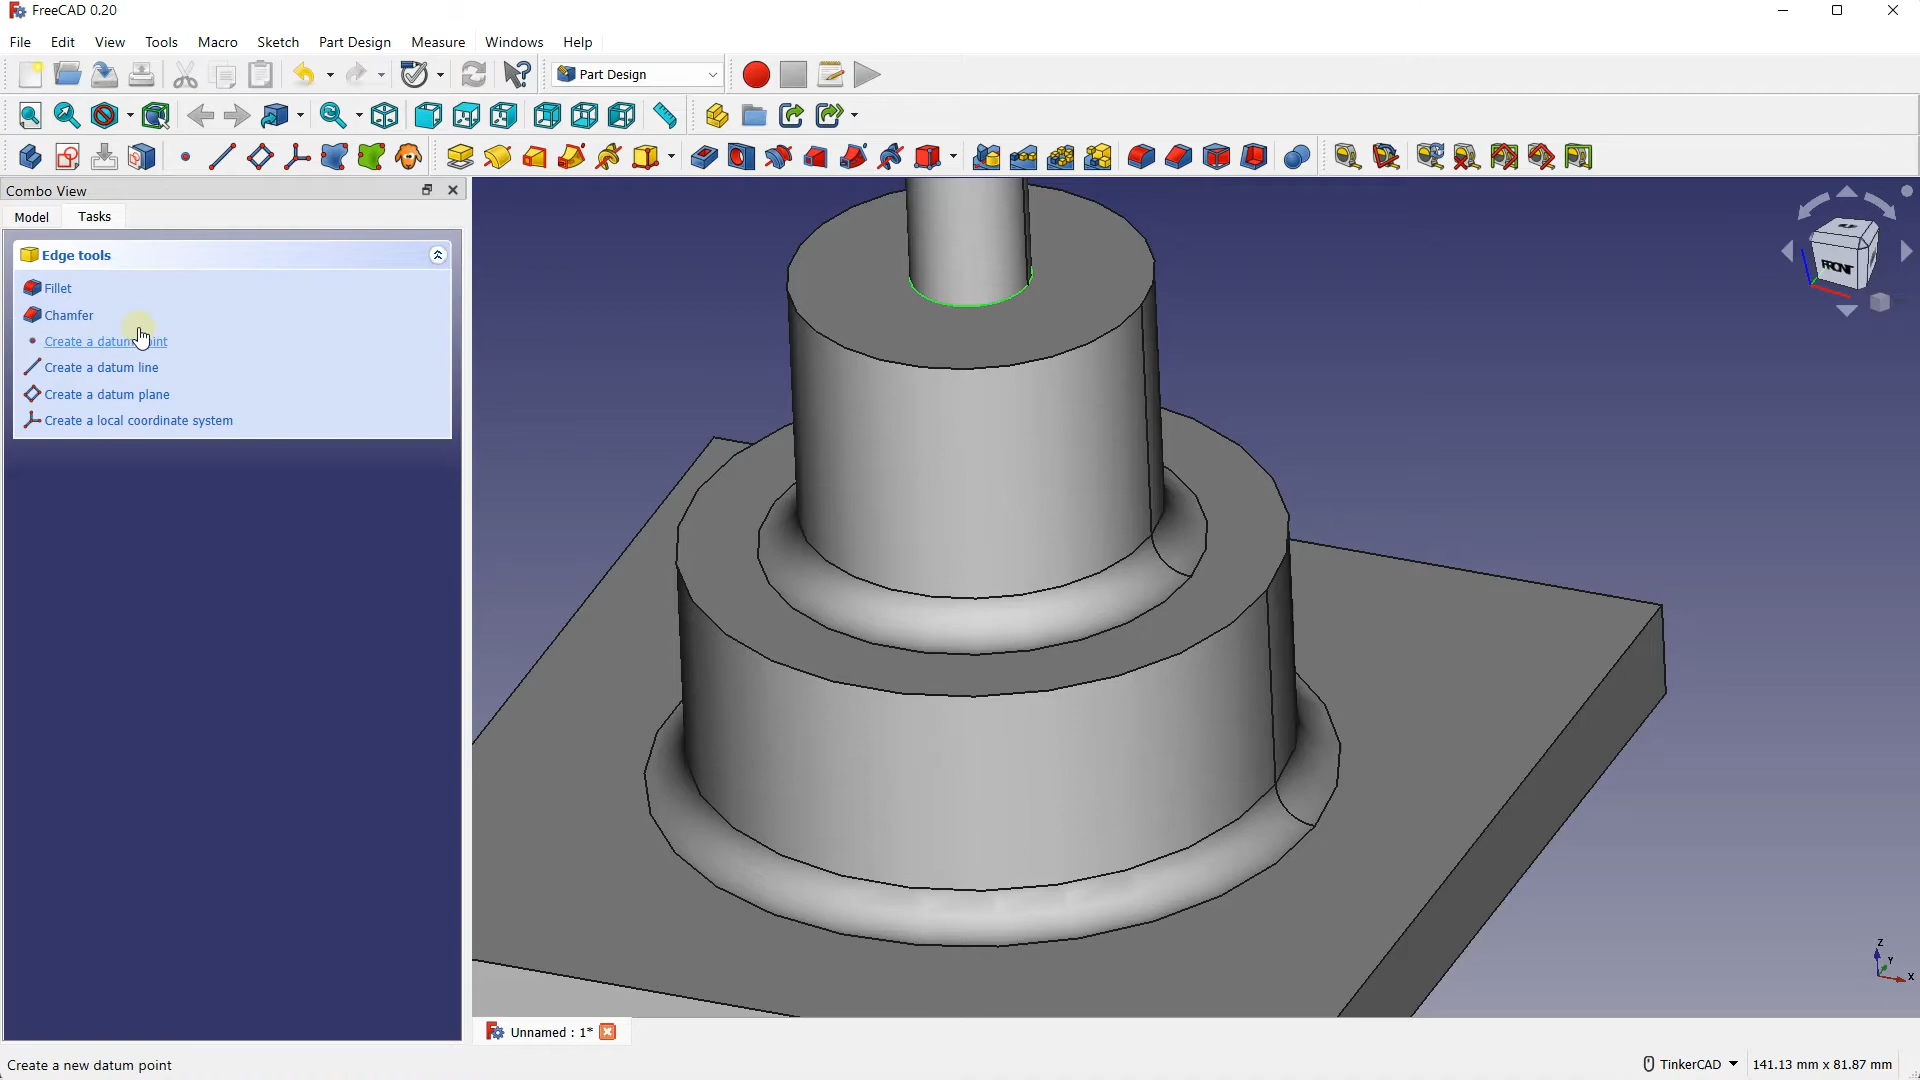 FreeCAD 0.20
File Edit View Tools Macro Sketch Part Design Measure Windows Help
Part Design
Combo View
Model Tasks
Edge tools
Fillet
Chamfer
Create a datum
Create a datum line
Create a datum plane
Create a local coordinate system
FRONT
Z
Y
X
Unnamed : 1*
Create a new datum point
TinkerCAD 141.13 mm x 81.87 mm